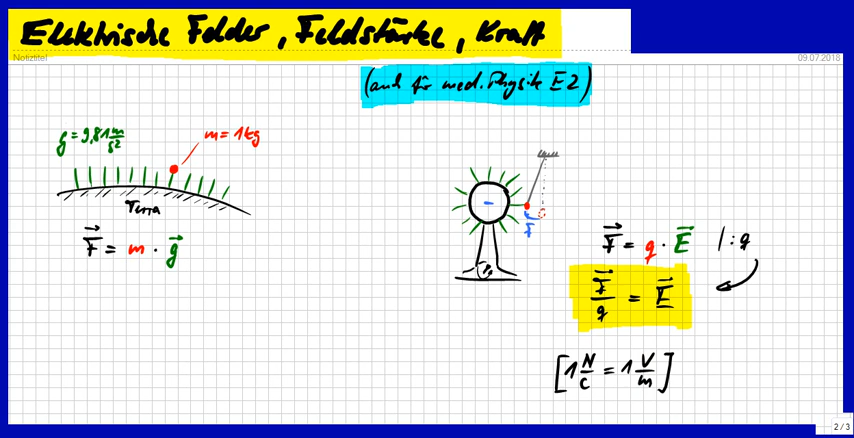 Elektrische Felder, Feldstärke, Kraft
Notiztitel
09.07.2018
(auch für med. Physik E2)
g = 9,81 m/s²
m = 1kg
Terra
F = m · g
F
F = q · E |:q
F/q = E
[1 N/C = 1 V/m]
2 / 3